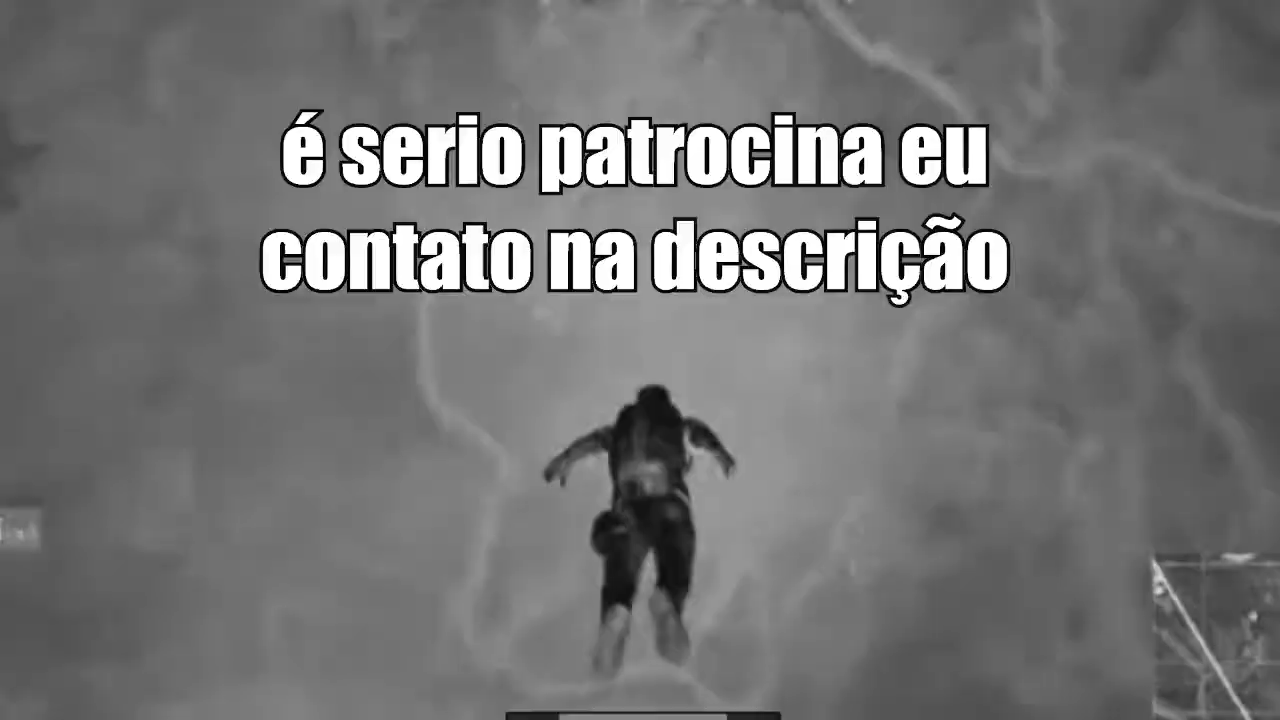 é serio patrocina eu
contato na descrição